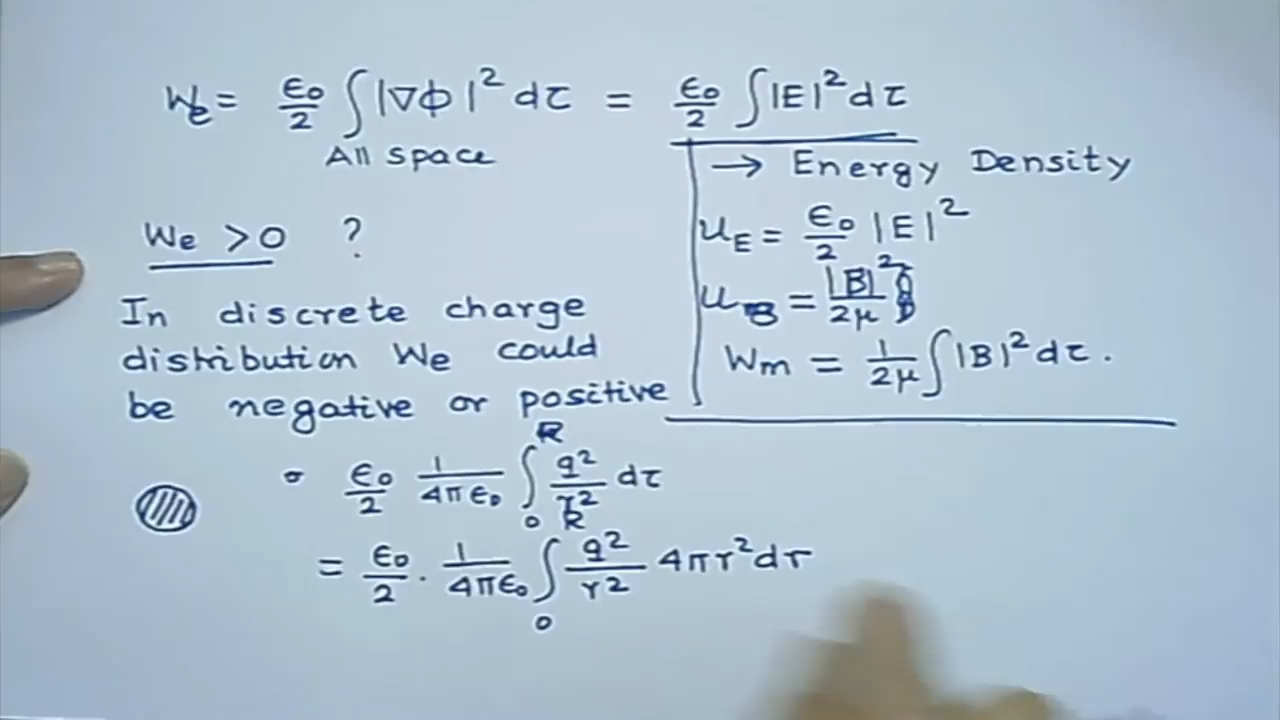 We = ε₀/2 ∫ |∇ϕ|² dτ = ε₀/2 ∫|E|² dτ
All space
→ Energy Density
We > 0 ?
u_E = ε₀/2 |E|²
u_B = |B|²/2μ
W_m = 1/2μ ∫|B|² dτ.
In discrete charge
distribution We could
be negative or positive
ε₀/2 1/4πε₀ ∫₀^R q²/r² dτ
= ε₀/2 · 1/4πε₀ ∫₀^R q²/r² 4πr² dr